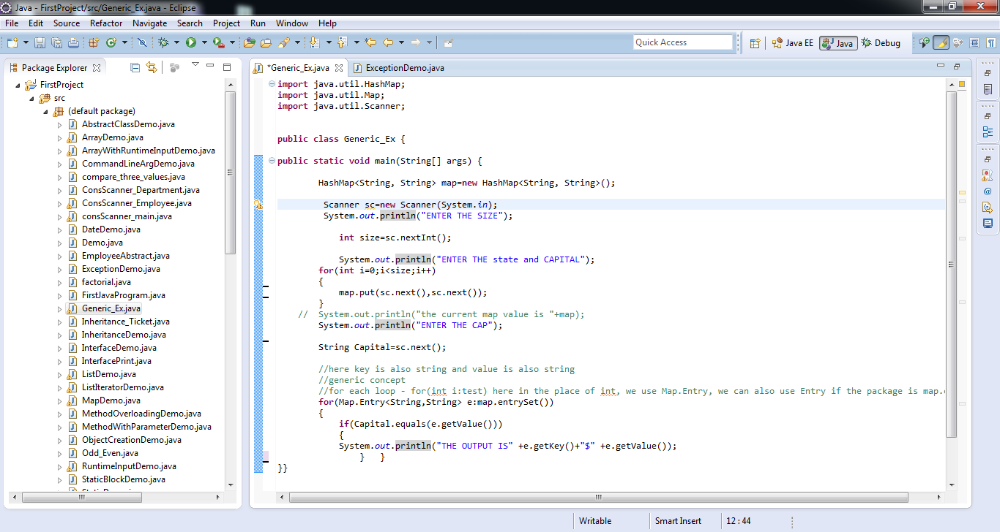 Java - FirstProject/src/Generic_Ex.java - Eclipse
File Edit Source Refactor Navigate Search Project Run Window Help
Quick Access
Java EE
Java
Debug
Package Explorer
FirstProject
src
(default package)
AbstractClassDemo.java
ArrayDemo.java
ArrayWithRuntimeInputDemo.java
CommandLineArgDemo.java
compare_three_values.java
ConsScanner_Department.java
ConsScanner_Employee.java
consScanner_main.java
DateDemo.java
Demo.java
EmployeeAbstract.java
ExceptionDemo.java
factorial.java
FirstJavaProgram.java
Generic_Ex.java
Inheritance_Ticket.java
InheritanceDemo.java
InterfaceDemo.java
InterfacePrint.java
ListDemo.java
ListIteratorDemo.java
MapDemo.java
MethodOverloadingDemo.java
MethodWithParameterDemo.java
ObjectCreationDemo.java
Odd_Even.java
RuntimeInputDemo.java
StaticBlockDemo.java
*Generic_Ex.java
ExceptionDemo.java
import java.util.HashMap;
import java.util.Map;
import java.util.Scanner;
public class Generic_Ex {
public static void main(String[] args) {
HashMap<String, String> map=new HashMap<String, String>();
Scanner sc=new Scanner(System.in);
System.out.println("ENTER THE SIZE");
int size=sc.nextInt();
System.out.println("ENTER THE state and CAPITAL");
for(int i=0;i<size;i++)
{
map.put(sc.next(),sc.next());
}
// System.out.println("the current map value is "+map);
System.out.println("ENTER THE CAP");
String Capital=sc.next();
//here key is also string and value is also string
//generic concept
//for each loop - for(int i:test) here in the place of int, we use Map.Entry, we can also use Entry if the package is map.
for(Map.Entry<String,String> e:map.entrySet())
{
if(Capital.equals(e.getValue()))
{
System.out.println("THE OUTPUT IS" +e.getKey()+"$" +e.getValue());
} }
}}
Writable
Smart Insert
12 : 44